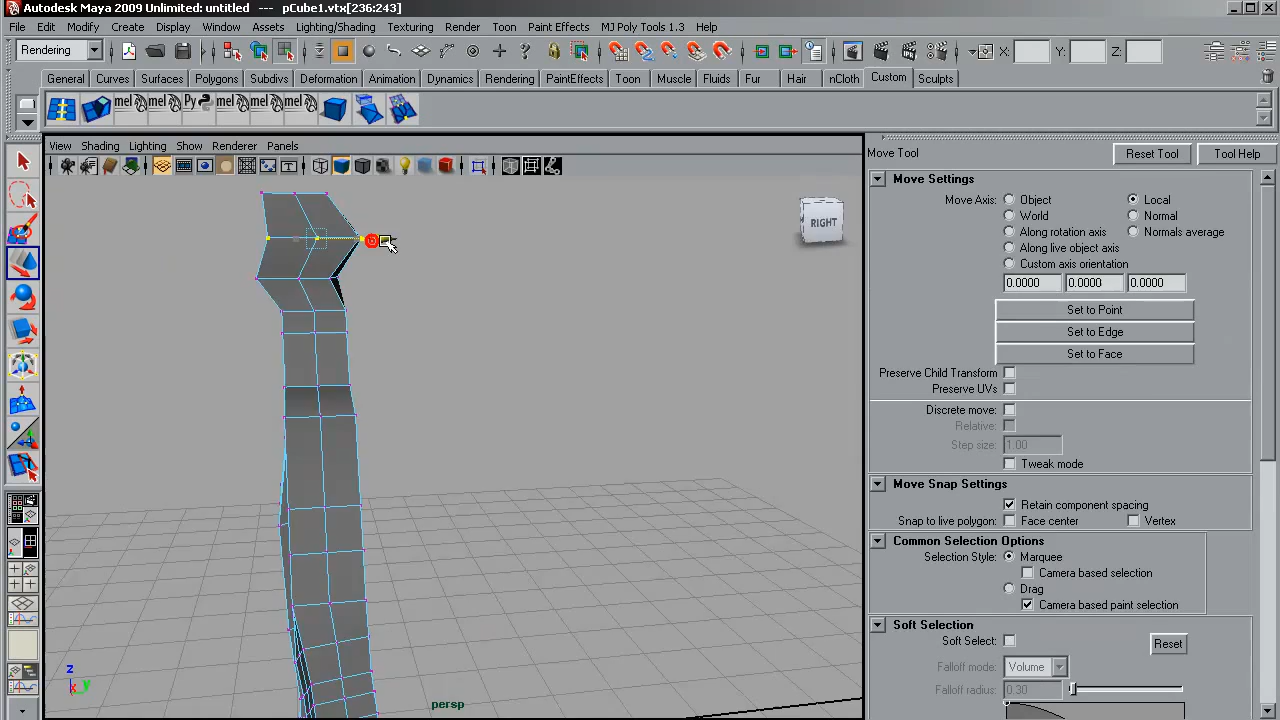 Autodesk Maya 2009 Unlimited: untitled --- pCube1.vtx[236:243]
File Edit Modify Create Display Window Assets Lighting/Shading Texturing Render Toon Paint Effects MJ Poly Tools 1.3 Help
Rendering X: Y: Z:
General Curves Surfaces Polygons Subdivs Deformation Animation Dynamics Rendering PaintEffects Toon Muscle Fluids Fur Hair nCloth Custom Sculpts
mel mel Py mel mel mel
View Shading Lighting Show Renderer Panels
Move Tool Reset Tool Tool Help
Move Settings
Move Axis: Object Local
World Normal
Along rotation axis Normals average
Along live object axis
Custom axis orientation
0.0000 0.0000 0.0000
Set to Point
Set to Edge
Set to Face
Preserve Child Transform
Preserve UVs
Discrete move:
Relative:
Step size: 1.00
Tweak mode
Move Snap Settings
Retain component spacing
Snap to live polygon: Face center Vertex
Common Selection Options
Selection Style: Marquee
Camera based selection
Drag
Camera based paint selection
Soft Selection
Soft Select: Reset
Falloff mode: Volume
Falloff radius: 0.30
RIGHT
z
x y
persp